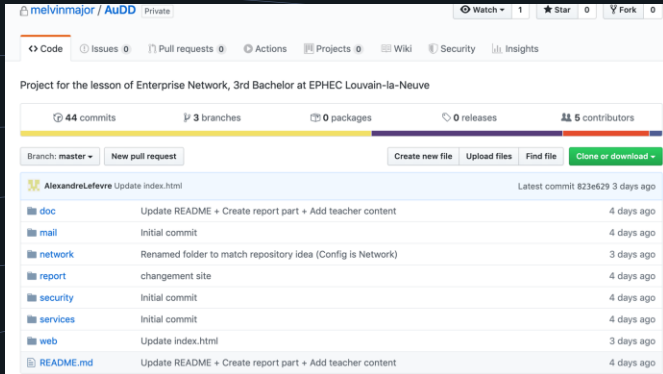 melvinmajor / AuDD Private Watch 1 Star 0 Fork 0
Code Issues 0 Pull requests 0 Actions Projects 0 Wiki Security Insights
Project for the lesson of Enterprise Network, 3rd Bachelor at EPHEC Louvain-la-Neuve
44 commits 3 branches 0 packages 0 releases 5 contributors
Branch: master New pull request Create new file Upload files Find file Clone or download
AlexandreLefevre Update index.html Latest commit 823e629 3 days ago
doc Update README + Create report part + Add teacher content 4 days ago
mail Initial commit 4 days ago
network Renamed folder to match repository idea (Config is Network) 3 days ago
report changement site 4 days ago
security Initial commit 4 days ago
services Initial commit 4 days ago
web Update index.html 3 days ago
README.md Update README + Create report part + Add teacher content 4 days ago